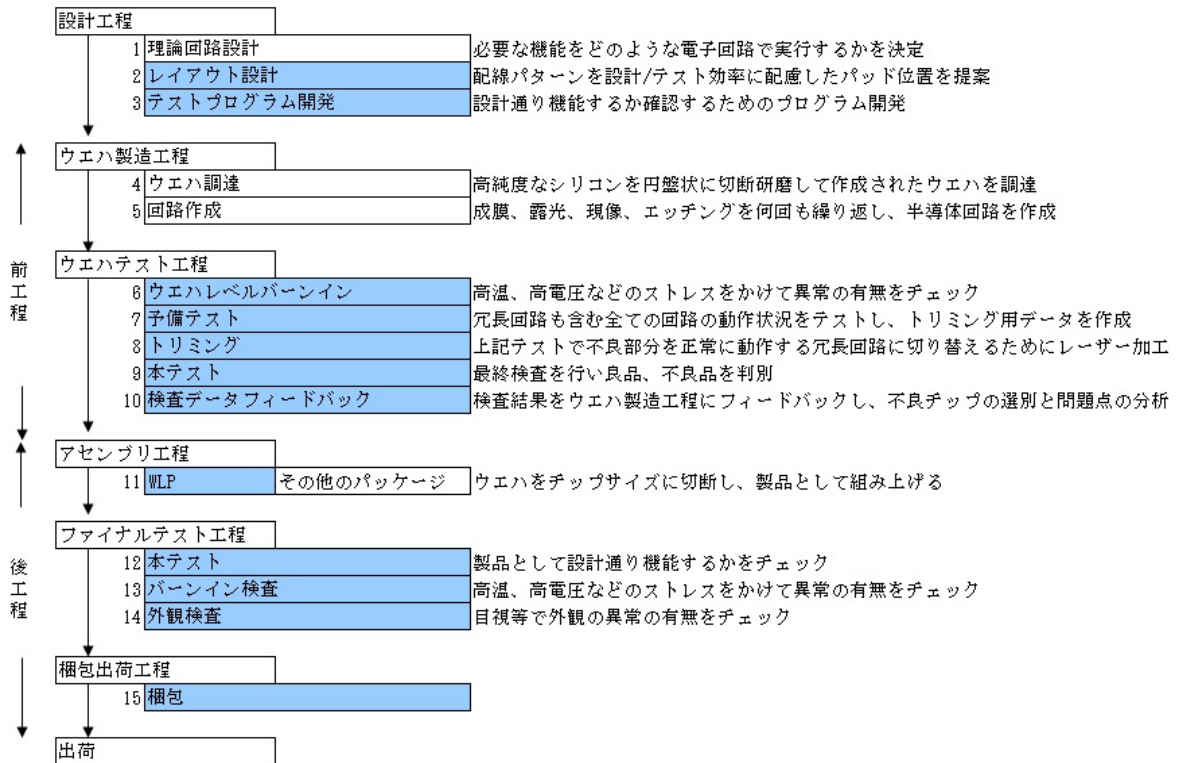 設計工程
1 理論回路設計 必要な機能をどのような電子回路で実行するかを決定
2 レイアウト設計 配線パターンを設計/テスト効率に配慮したパッド位置を提案
3 テストプログラム開発 設計通り機能するか確認するためのプログラム開発
前工程
ウエハ製造工程
4 ウエハ調達 高純度なシリコンを円盤状に切断研磨して作成されたウエハを調達
5 回路作成 成膜、露光、現像、エッチングを何回も繰り返し、半導体回路を作成
ウエハテスト工程
6 ウエハレベルバーンイン 高温、高電圧などのストレスをかけて異常の有無をチェック
7 予備テスト 冗長回路も含む全ての回路の動作状況をテストし、トリミング用データを作成
8 トリミング 上記テストで不良部分を正常に動作する冗長回路に切り替えるためにレーザー加工
9 本テスト 最終検査を行い良品、不良品を判別
10 検査データフィードバック 検査結果をウエハ製造工程にフィードバックし、不良チップの選別と問題点の分析
後工程
アセンブリ工程
11 WLP その他のパッケージ ウエハをチップサイズに切断し、製品として組み上げる
ファイナルテスト工程
12 本テスト 製品として設計通り機能するかをチェック
13 バーンイン検査 高温、高電圧などのストレスをかけて異常の有無をチェック
14 外観検査 目視等で外観の異常の有無をチェック
梱包出荷工程
15 梱包
出荷